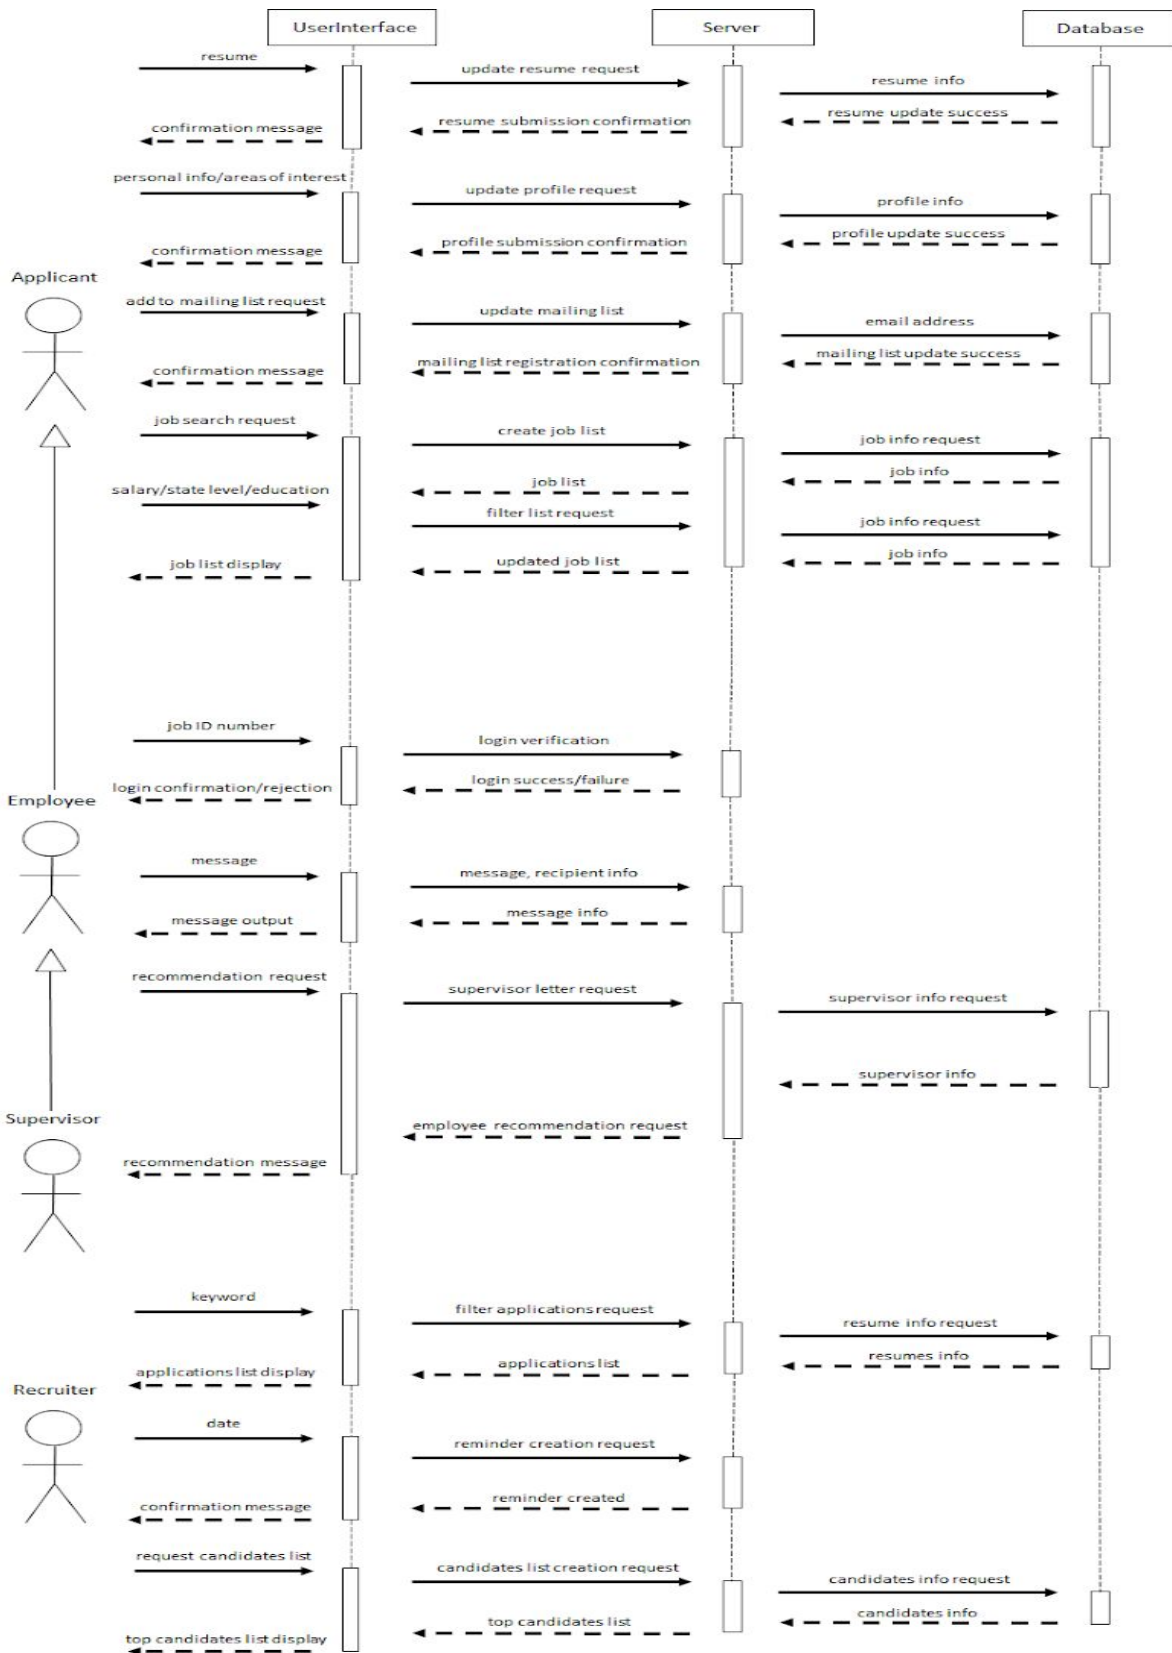 UserInterface
Server
Database
resume
update resume request
resume info
resume update success
resume submission confirmation
confirmation message
personal info/areas of interest
update profile request
profile info
profile update success
profile submission confirmation
confirmation message
Applicant
add to mailing list request
update mailing list
email address
mailing list update success
mailing list registration confirmation
confirmation message
job search request
create job list
job info request
job info
job list
salary/state level/education
filter list request
job info request
job info
updated job list
job list display
job ID number
login verification
login success/failure
login confirmation/rejection
Employee
message
message, recipient info
message info
message output
recommendation request
supervisor letter request
supervisor info request
supervisor info
Supervisor
employee recommendation request
recommendation message
keyword
filter applications request
resume info request
resumes info
applications list
applications list display
Recruiter
date
reminder creation request
reminder created
confirmation message
request candidates list
candidates list creation request
candidates info request
candidates info
top candidates list
top candidates list display